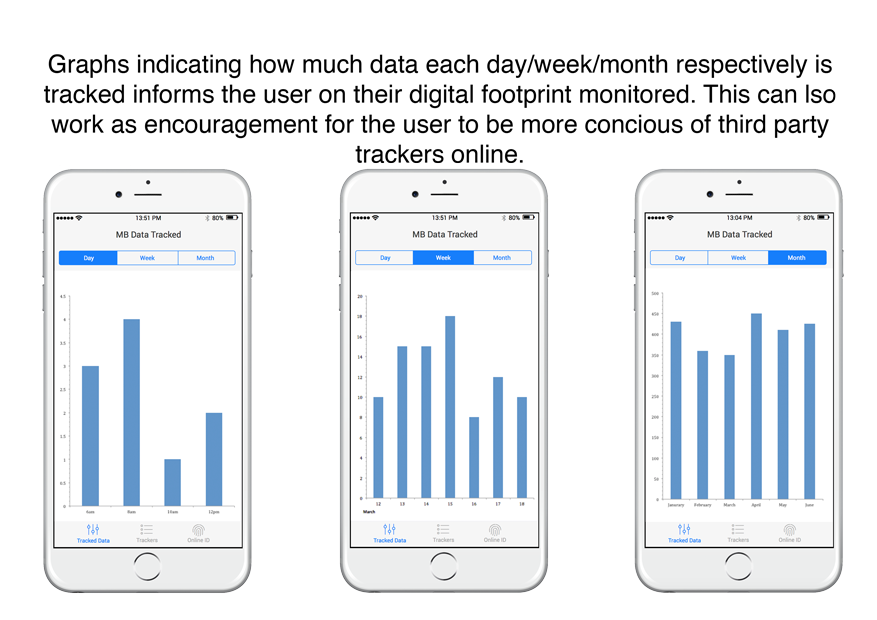 Graphs indicating how much data each day/week/month respectively is
tracked informs the user on their digital footprint monitored. This can lso
work as encouragement for the user to be more concious of third party
trackers online.
13:51 PM 80%
MB Data Tracked
Day Week Month
4.5
4
3.5
3
2.5
2
1.5
1
0.5
0
6am 8am 10am 12pm
Tracked Data Trackers Online ID
13:51 PM 80%
MB Data Tracked
Day Week Month
20
18
16
14
12
10
8
6
4
2
0
12 13 14 15 16 17 18
March
Tracked Data Trackers Online ID
13:04 PM 80%
MB Data Tracked
Day Week Month
500
450
400
350
300
250
200
150
100
50
0
January February March April May June
Tracked Data Trackers Online ID